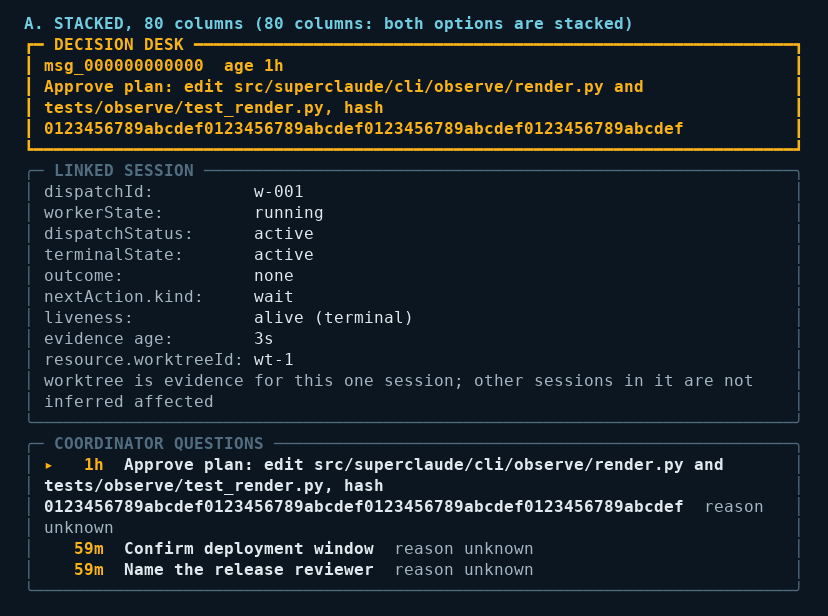 A. STACKED, 80 columns (80 columns: both options are stacked)
DECISION DESK
msg_000000000000  age 1h
Approve plan: edit src/superclaude/cli/observe/render.py and
tests/observe/test_render.py, hash
0123456789abcdef0123456789abcdef0123456789abcdef0123456789abcdef
LINKED SESSION
dispatchId:          w-001
workerState:         running
dispatchStatus:      active
terminalState:       active
outcome:             none
nextAction.kind:     wait
liveness:            alive (terminal)
evidence age:        3s
resource.worktreeId: wt-1
worktree is evidence for this one session; other sessions in it are not
inferred affected
COORDINATOR QUESTIONS
▸   1h  Approve plan: edit src/superclaude/cli/observe/render.py and
tests/observe/test_render.py, hash
0123456789abcdef0123456789abcdef0123456789abcdef0123456789abcdef  reason
unknown
59m  Confirm deployment window  reason unknown
59m  Name the release reviewer  reason unknown